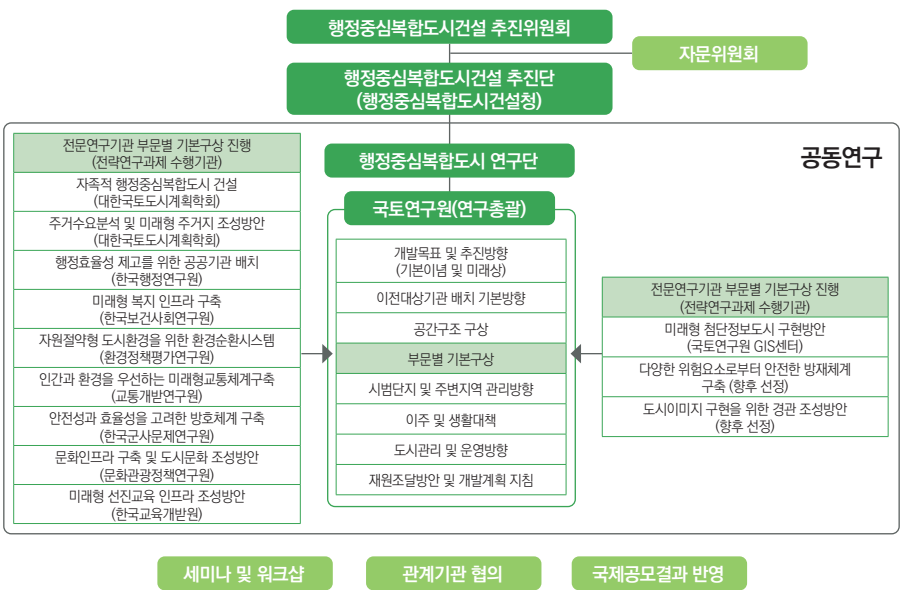 행정중심복합도시건설 추진위원회
자문위원회
행정중심복합도시건설 추진단
(행정중심복합도시건설청)
공동연구
전문연구기관 부문별 기본구상 진행
(전략연구과제 수행기관)
자족적 행정중심복합도시 건설
(대한국토도시계획학회)
주거수요분석 및 미래형 주거지 조성방안
(대한국토도시계획학회)
행정효율성 제고를 위한 공공기관 배치
(한국행정연구원)
미래형 복지 인프라 구축
(한국보건사회연구원)
자원절약형 도시환경을 위한 환경순환시스템
(환경정책평가연구원)
인간과 환경을 우선하는 미래형교통체계구축
(교통개발연구원)
안전성과 효율성을 고려한 방호체계 구축
(한국군사문제연구원)
문화인프라 구축 및 도시문화 조성방안
(문화관광정책연구원)
미래형 선진교육 인프라 조성방안
(한국교육개발원)
행정중심복합도시 연구단
국토연구원(연구총괄)
개발목표 및 추진방향
(기본이념 및 미래상)
이전대상기관 배치 기본방향
공간구조 구상
부문별 기본구상
시범단지 및 주변지역 관리방향
이주 및 생활대책
도시관리 및 운영방향
재원조달방안 및 개발계획 지침
전문연구기관 부문별 기본구상 진행
(전략연구과제 수행기관)
미래형 첨단정보도시 구현방안
(국토연구원 GIS센터)
다양한 위험요소로부터 안전한 방재체계
구축 (향후 선정)
도시이미지 구현을 위한 경관 조성방안
(향후 선정)
세미나 및 워크샵
관계기관 협의
국제공모결과 반영